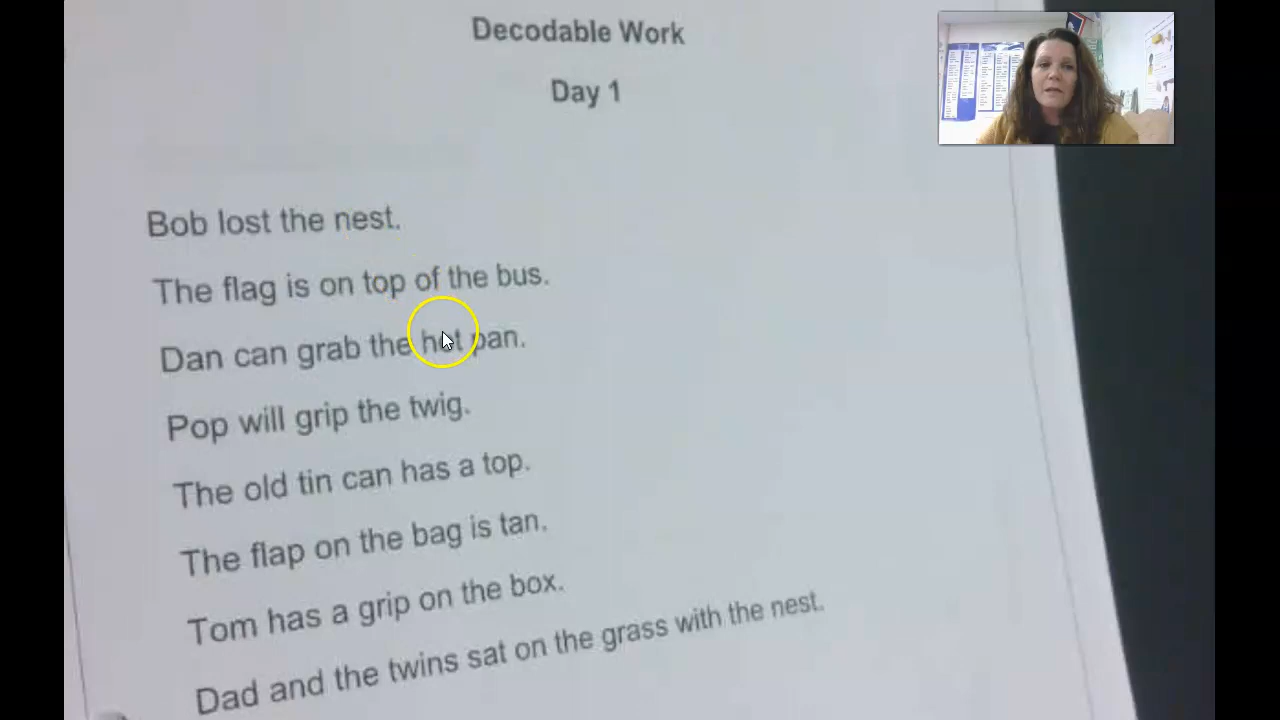 Decodable Work
Day 1
Bob lost the nest.
The flag is on top of the bus.
Dan can grab the hot pan.
Pop will grip the twig.
The old tin can has a top.
The flap on the bag is tan.
Tom has a grip on the box.
Dad and the twins sat on the grass with the nest.